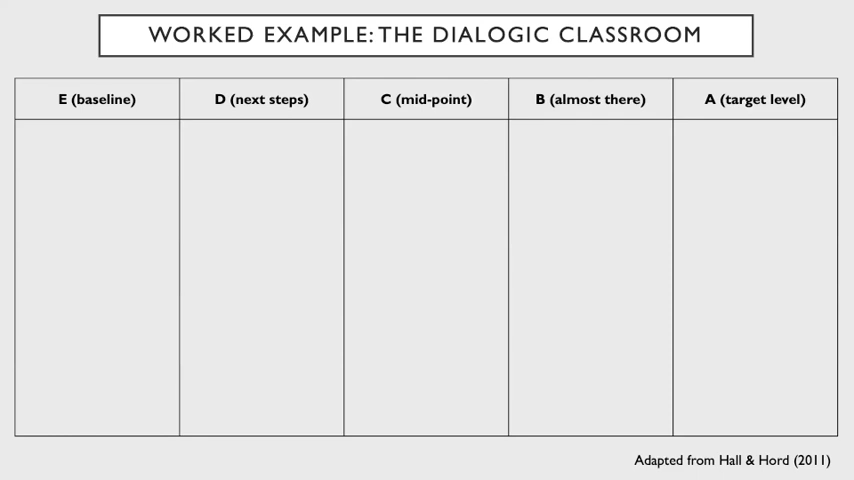 WORKED EXAMPLE: THE DIALOGIC CLASSROOM
E (baseline)
D (next steps)
C (mid-point)
B (almost there)
A (target level)
Adapted from Hall & Hord (2011)